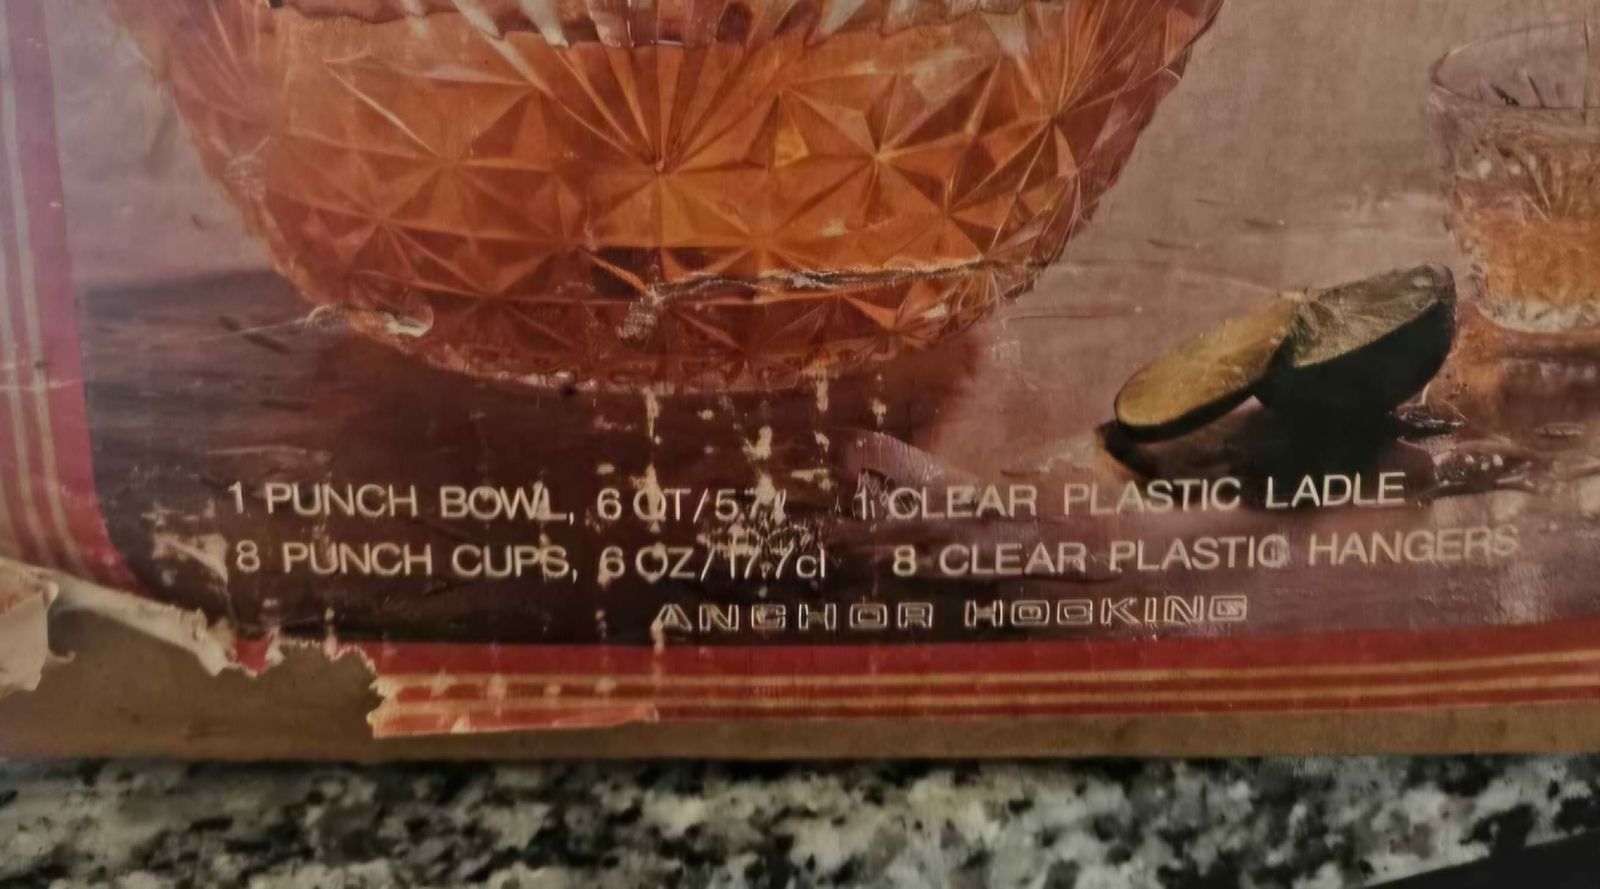 1 PUNCH BOWL, 6 QT/5.7 l 1 CLEAR PLASTIC LADLE
8 PUNCH CUPS, 6 OZ/17.7cl 8 CLEAR PLASTIC HANGERS
ANCHOR HOCKING